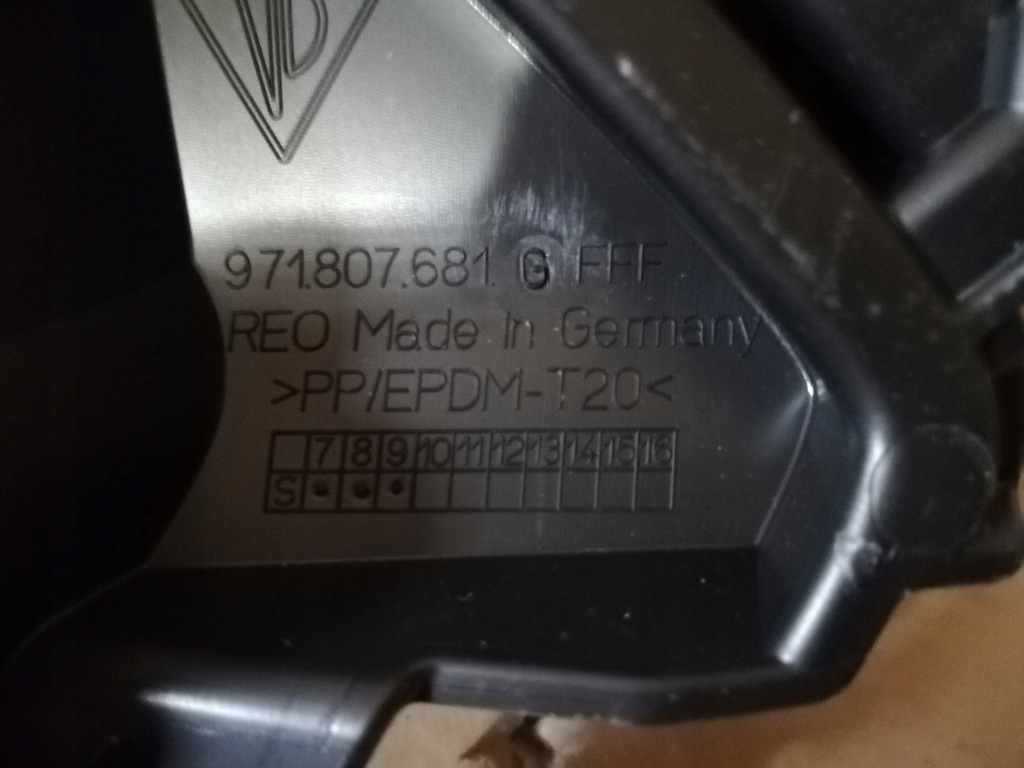 971.807.681. G FFF
REO Made In Germany
>PP/EPDM-T20<
7 8 9 10 11 12 13 14 15 16
S